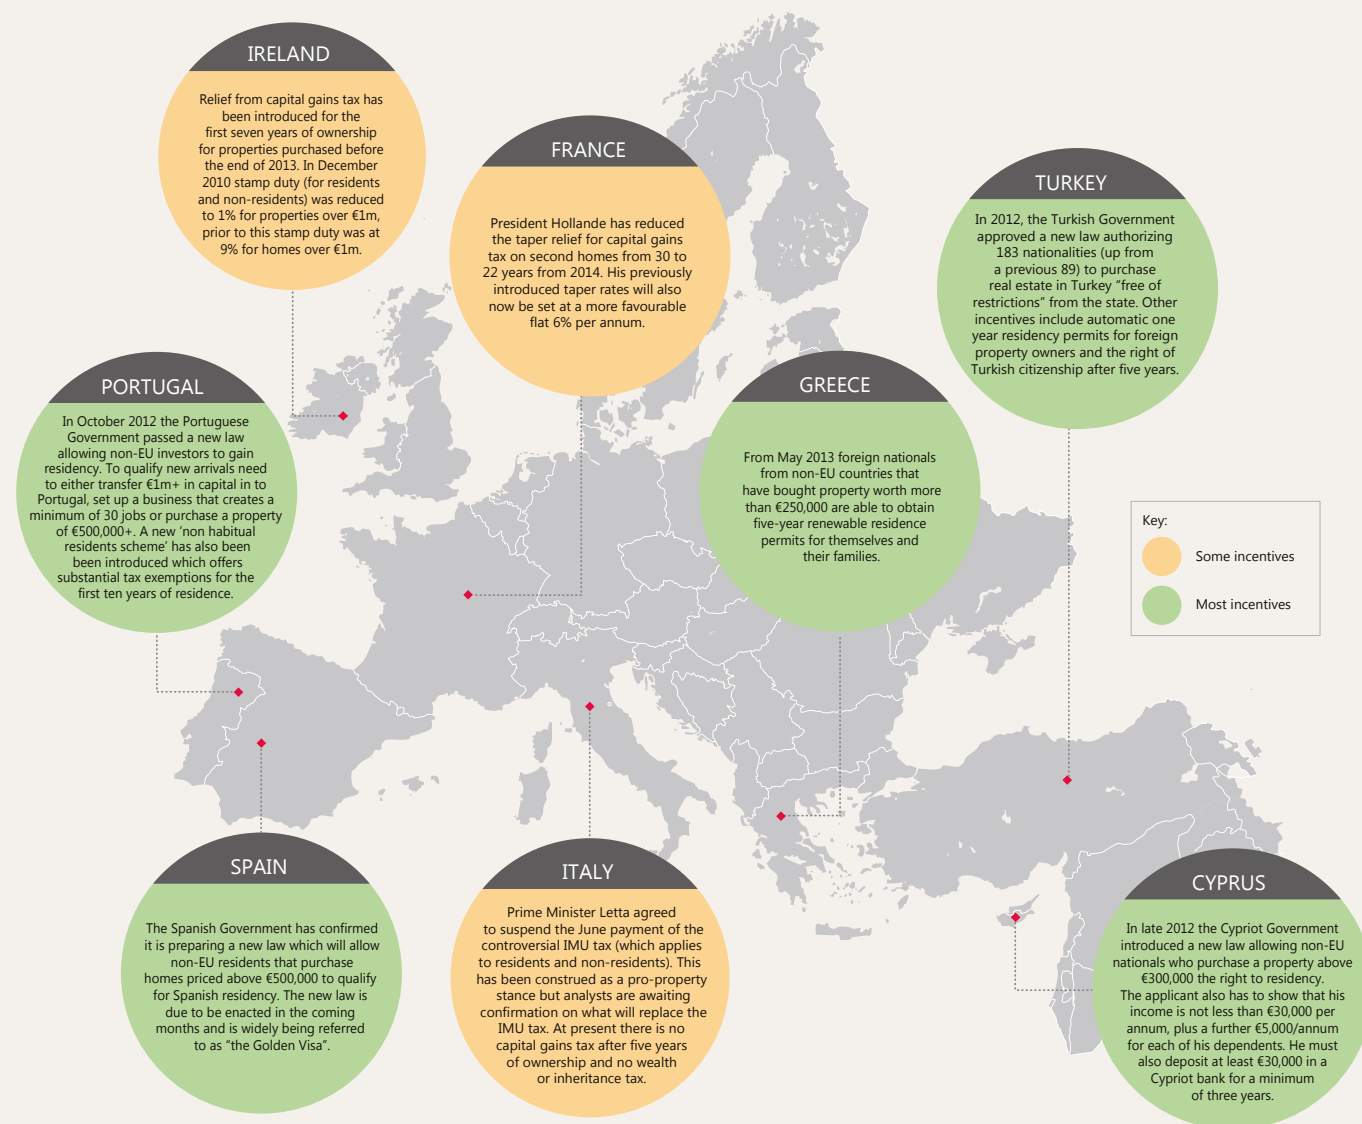 IRELAND
Relief from capital gains tax has
been introduced for the
first seven years of ownership
for properties purchased before
the end of 2013. In December
2010 stamp duty (for residents
and non-residents) was reduced
to 1% for properties over €1m,
prior to this stamp duty was at
9% for homes over €1m.
FRANCE
President Hollande has reduced
the taper relief for capital gains
tax on second homes from 30 to
22 years from 2014. His previously
introduced taper rates will also
now be set at a more favourable
flat 6% per annum.
TURKEY
In 2012, the Turkish Government
approved a new law authorizing
183 nationalities (up from
a previous 89) to purchase
real estate in Turkey “free of
restrictions” from the state. Other
incentives include automatic one
year residency permits for foreign
property owners and the right of
Turkish citizenship after five years.
PORTUGAL
In October 2012 the Portuguese
Government passed a new law
allowing non-EU investors to gain
residency. To qualify new arrivals need
to either transfer €1m+ in capital in to
Portugal, set up a business that creates a
minimum of 30 jobs or purchase a property
of €500,000+. A new ‘non habitual
residents scheme’ has also been
been introduced which offers
substantial tax exemptions for the
first ten years of residence.
GREECE
From May 2013 foreign nationals
from non-EU countries that
have bought property worth more
than €250,000 are able to obtain
five-year renewable residence
permits for themselves and
their families.
Key:
Some incentives
Most incentives
SPAIN
The Spanish Government has confirmed
it is preparing a new law which will allow
non-EU residents that purchase
homes priced above €500,000 to qualify
for Spanish residency. The new law is
due to be enacted in the coming
months and is widely being referred
to as “the Golden Visa”.
ITALY
Prime Minister Letta agreed
to suspend the June payment of the
controversial IMU tax (which applies
to residents and non-residents). This
has been construed as a pro-property
stance but analysts are awaiting
confirmation on what will replace the
IMU tax. At present there is no
capital gains tax after five years
of ownership and no wealth
or inheritance tax.
CYPRUS
In late 2012 the Cypriot Government
introduced a new law allowing non-EU
nationals who purchase a property above
€300,000 the right to residency.
The applicant also has to show that his
income is not less than €30,000 per
annum, plus a further €5,000/annum
for each of his dependents. He must
also deposit at least €30,000 in a
Cypriot bank for a minimum
of three years.